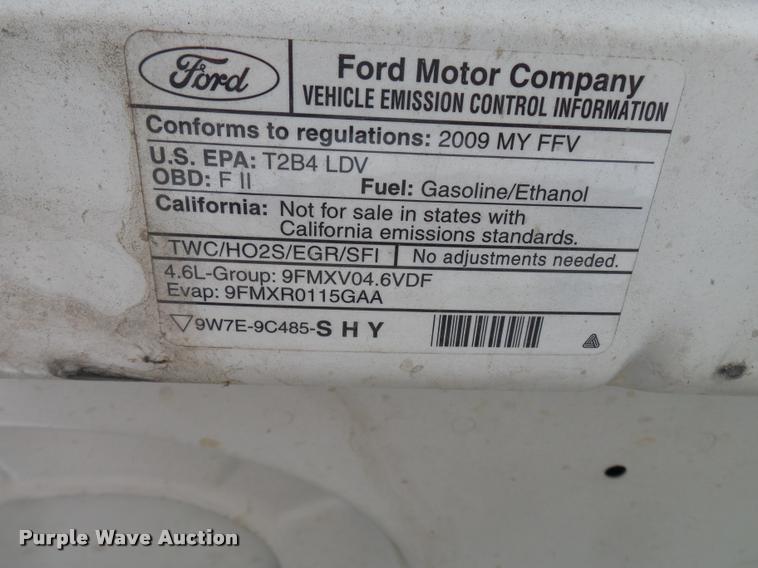 Ford
Ford Motor Company
VEHICLE EMISSION CONTROL INFORMATION
Conforms to regulations: 2009 MY FFV
U.S. EPA: T2B4 LDV
OBD: F II Fuel: Gasoline/Ethanol
California: Not for sale in states with
California emissions standards.
TWC/HO2S/EGR/SFI No adjustments needed.
4.6L-Group: 9FMXV04.6VDF
Evap: 9FMXR0115GAA
9W7E-9C485-S H Y
Purple Wave Auction